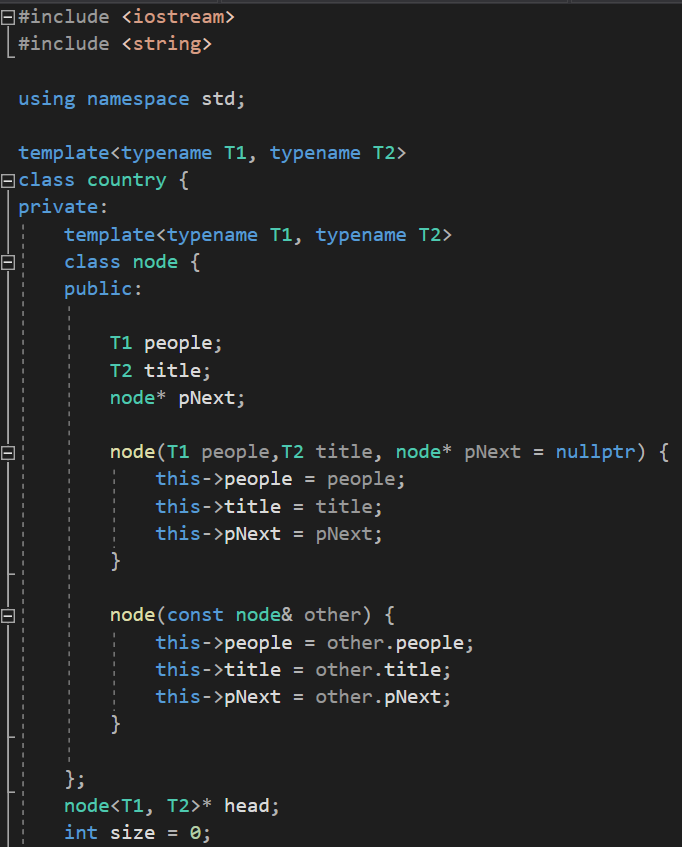 #include <iostream>
#include <string>
using namespace std;
template<typename T1, typename T2>
class country {
private:
template<typename T1, typename T2>
class node {
public:
T1 people;
T2 title;
node* pNext;
node(T1 people,T2 title, node* pNext = nullptr) {
this->people = people;
this->title = title;
this->pNext = pNext;
}
node(const node& other) {
this->people = other.people;
this->title = other.title;
this->pNext = other.pNext;
}
};
node<T1, T2>* head;
int size = 0;